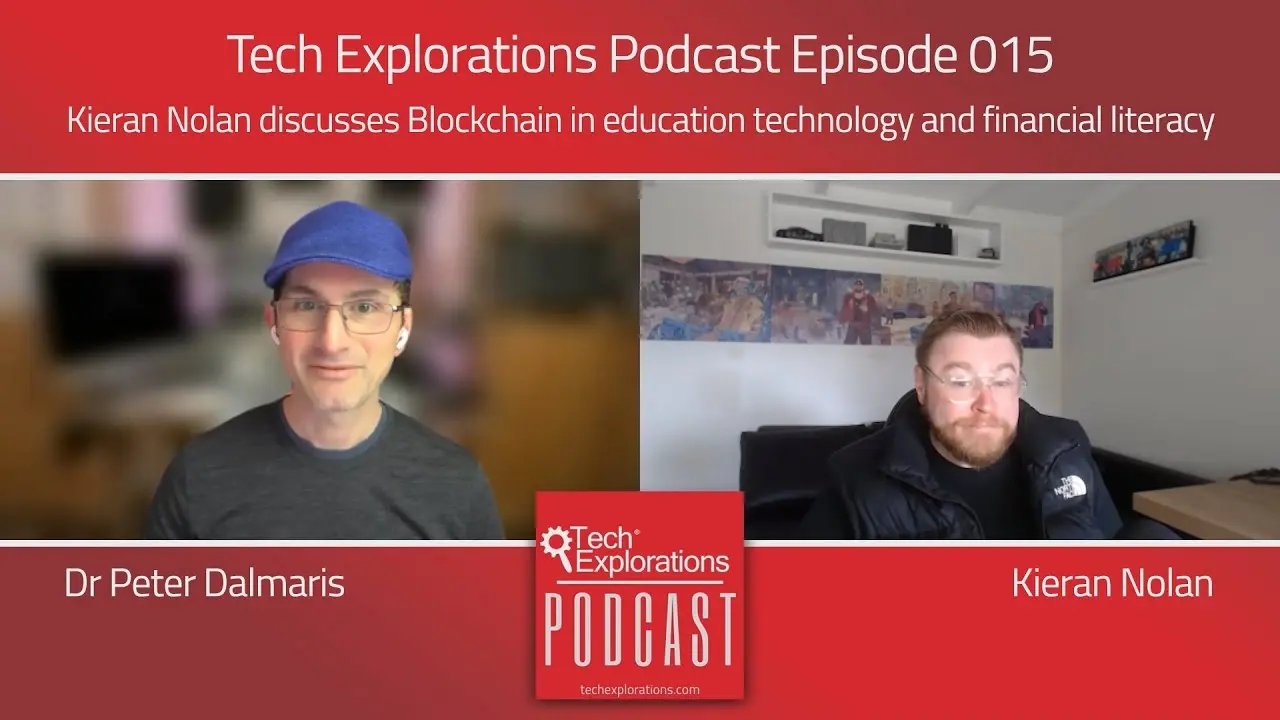 Tech Explorations Podcast Episode 015
Kieran Nolan discusses Blockchain in education technology and financial literacy
THE
NORTH
FACE
Dr Peter Dalmaris
Kieran Nolan
Tech®
Explorations
PODCAST
techexplorations.com